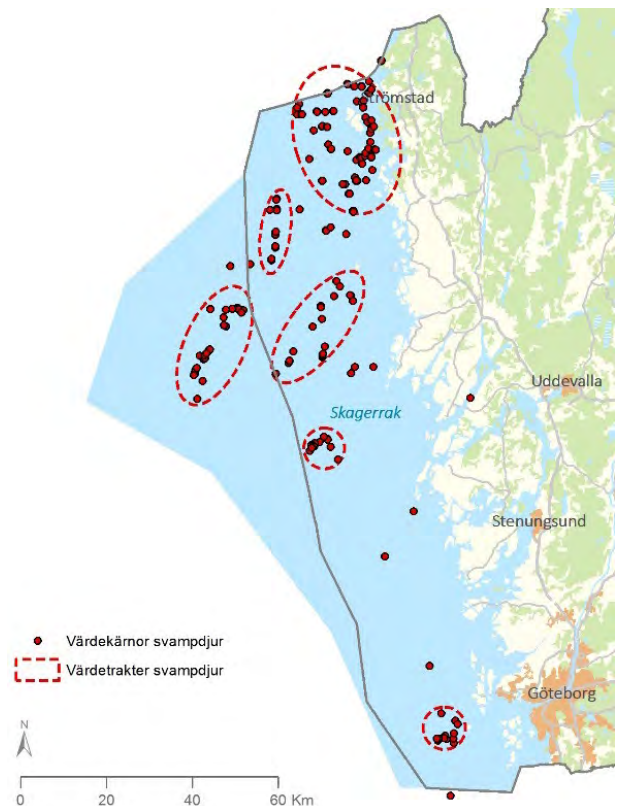 Strömstad
Uddevalla
Skagerrak
Stenungsund
Värdekärnor svampdjur
Värdetrakter svampdjur
Göteborg
N
0 20 40 60 Km